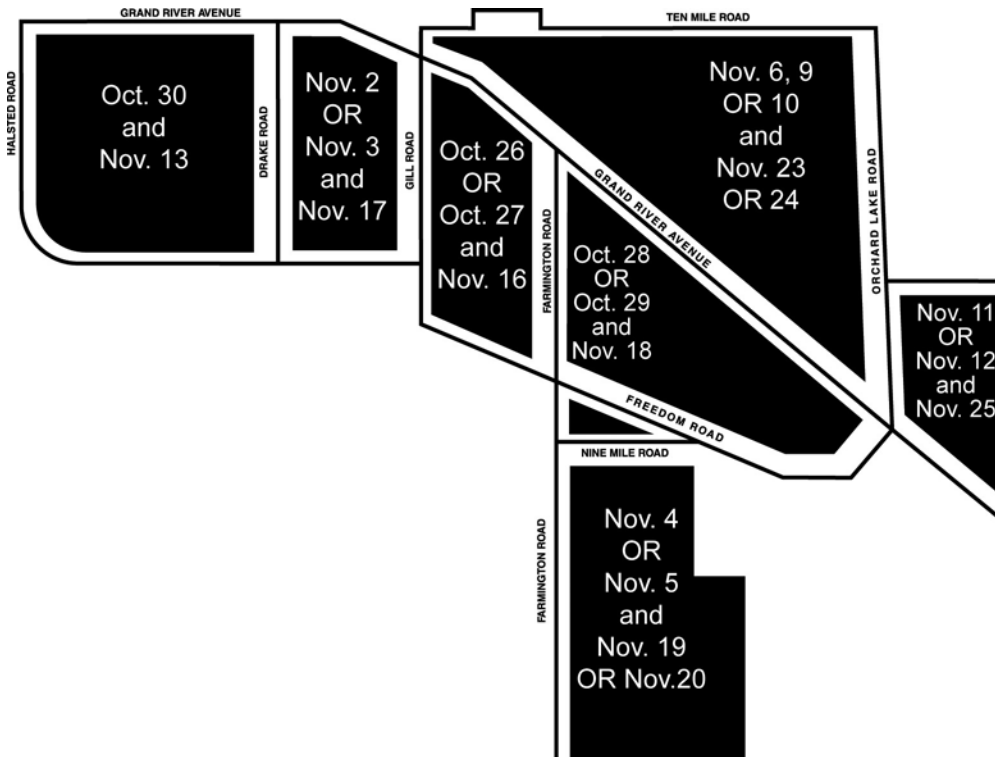 GRAND RIVER AVENUE
TEN MILE ROAD
HALSTED ROAD
Oct. 30
and
Nov. 13
DRAKE ROAD
Nov. 2
OR
Nov. 3
and
Nov. 17
GILL ROAD
Oct. 26
OR
Oct. 27
and
Nov. 16
FARMINGTON ROAD
Oct. 28
OR
Oct. 29
and
Nov. 18
GRAND RIVER AVENUE
Nov. 6, 9
OR 10
and
Nov. 23
OR 24
ORCHARD LAKE ROAD
Nov. 11
OR
Nov. 12
and
Nov. 25
FREEDOM ROAD
NINE MILE ROAD
FARMINGTON ROAD
Nov. 4
OR
Nov. 5
and
Nov. 19
OR Nov.20